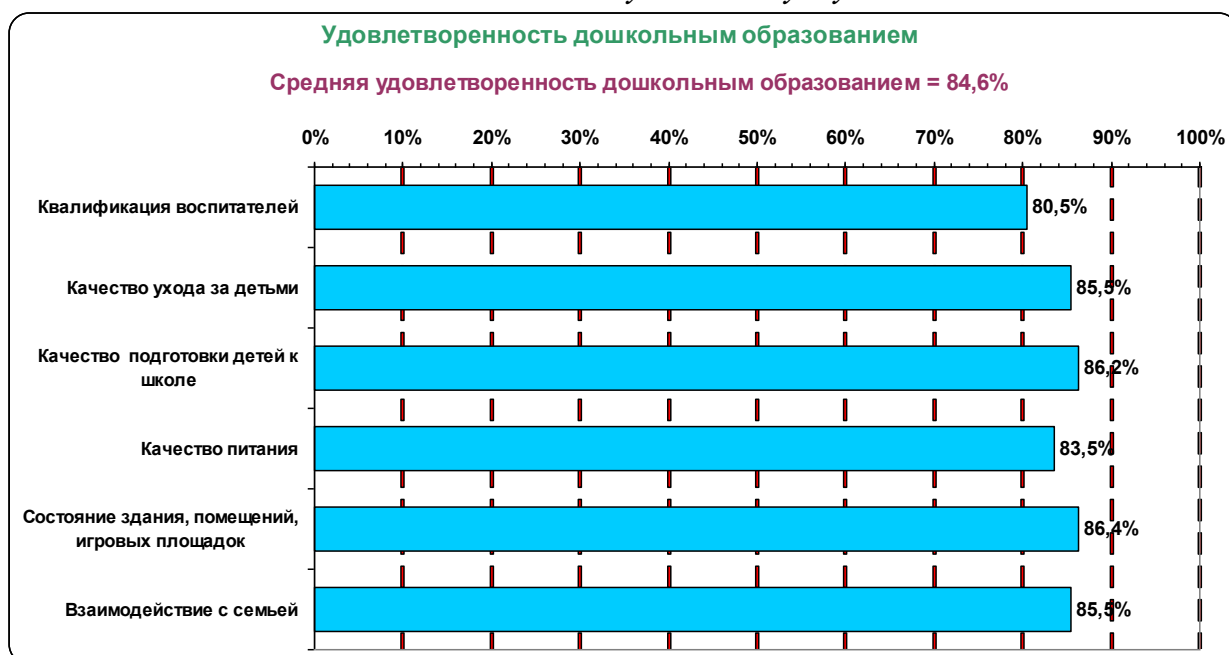 Удовлетворенность дошкольным образованием
Средняя удовлетворенность дошкольным образованием = 84,6%
0% 10% 20% 30% 40% 50% 60% 70% 80% 90% 100%
Квалификация воспитателей 80,5%
Качество ухода за детьми 85,5%
Качество подготовки детей к
школе 86,2%
Качество питания 83,5%
Состояние здания, помещений,
игровых площадок 86,4%
Взаимодействие с семьей 85,5%